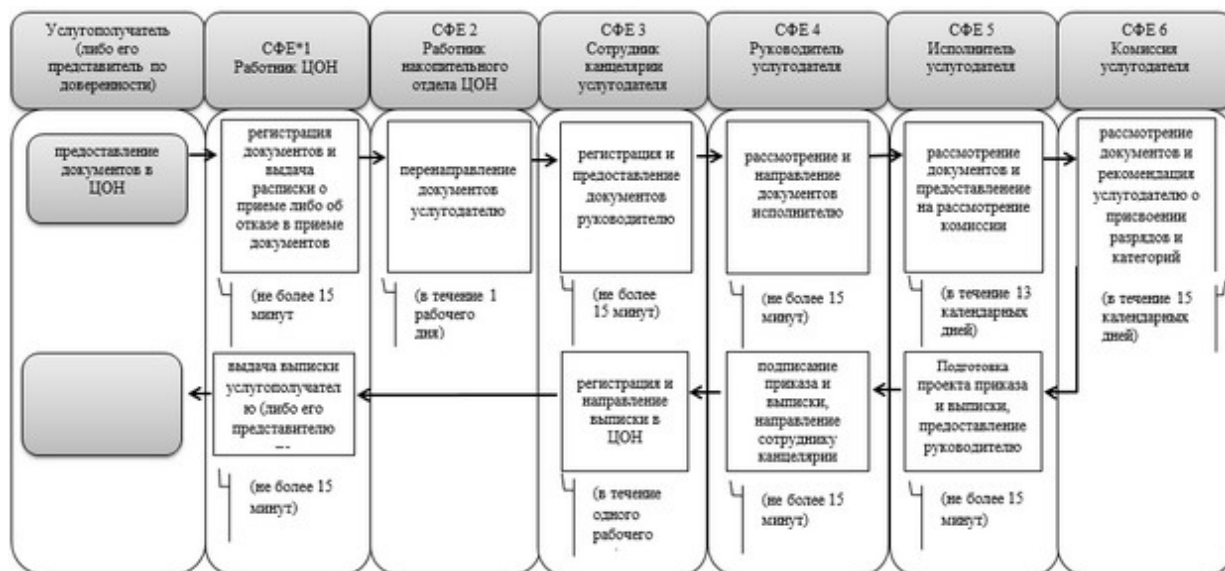 Услугополучатель
(либо его
представитель по
доверенности)
СФЕ*1
Работник ЦОН
СФЕ 2
Работник
накопительного
отдела ЦОН
СФЕ 3
Сотрудник
канцелярии
услугодателя
СФЕ 4
Руководитель
услугодателя
СФЕ 5
Исполнитель
услугодателя
СФЕ 6
Комиссия
услугодателя
предоставление
документов в
ЦОН
регистрация
документов и
выдача
расписки о
приеме либо об
отказе в приеме
документов
перенаправление
документов
услугодателю
регистрация и
предоставление
документов
руководителю
рассмотрение и
направление
документов
исполнителю
рассмотрение
документов и
предоставленеие
на рассмотрение
комиссии
рассмотрение
документов и
рекомендация
услугодателю о
присвоении
разрядов и
категорий
(не более 15
минут
(в течение 1
рабочего
дня)
(не более
15 минут)
(не более 15
минут)
(в течение 13
календарных
дней)
(в течение 15
календарных
дней)
выдача выписки
услугополучател
ю (либо его
представителю
регистрация и
направление
выписки в
ЦОН
подписание
приказа и
выписки,
направление
сотруднику
канцелярии
Подготовка
проекта приказа
и выписки,
предоставление
руководителю
(не более 15
минут)
(в течение
одного
рабочего
(не более 15
минут)
(не более 15
минут)